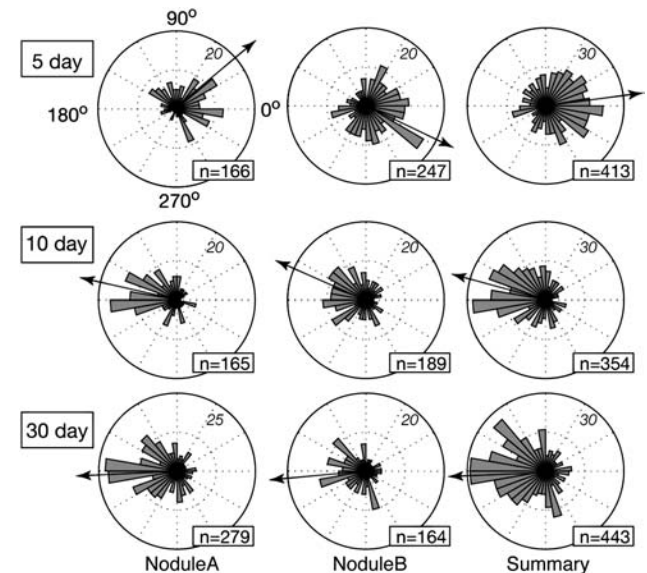 90°
5 day
20
20
30
180°
0°
n=166
n=247
n=413
270°
10 day
20
20
30
n=165
n=189
n=354
30 day
25
20
30
n=279
n=164
n=443
NoduleA
NoduleB
Summary